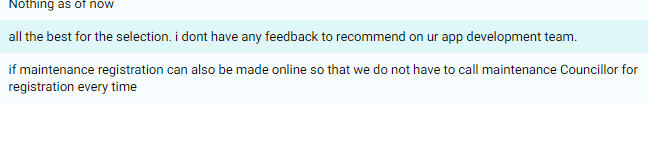 Nothing as of now
all the best for the selection. i dont have any feedback to recommend on ur app development team.
if maintenance registration can also be made online so that we do not have to call maintenance Councillor for
registration every time